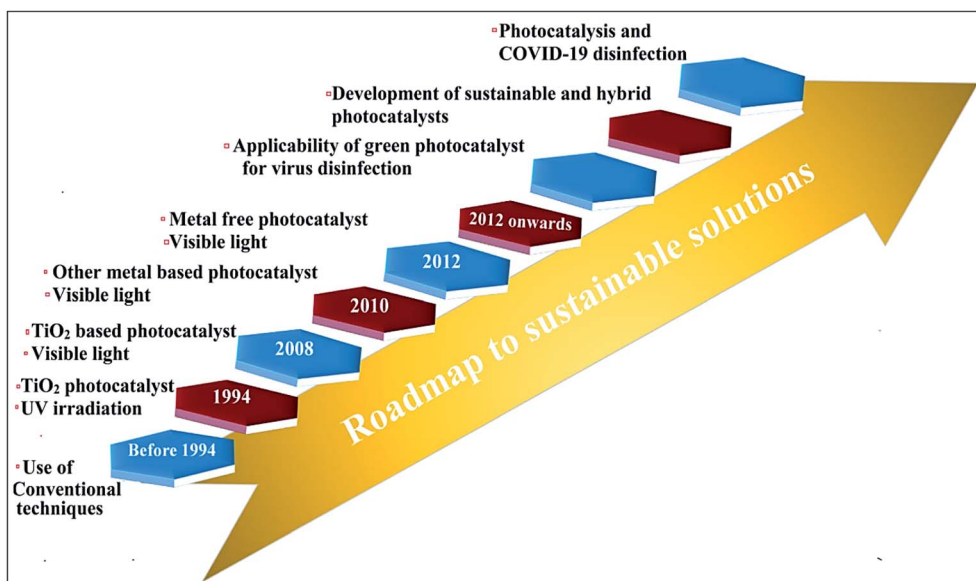 Photocatalysis and
COVID-19 disinfection
Development of sustainable and hybrid
photocatalysts
Applicability of green photocatalyst
for virus disinfection
Metal free photocatalyst
Visible light
2012 onwards
Other metal based photocatalyst
Visible light
2012
TiO₂ based photocatalyst
Visible light
2010
2008
TiO₂ photocatalyst
UV irradiation
1994
Before 1994
Use of
Conventional
techniques
Roadmap to sustainable solutions